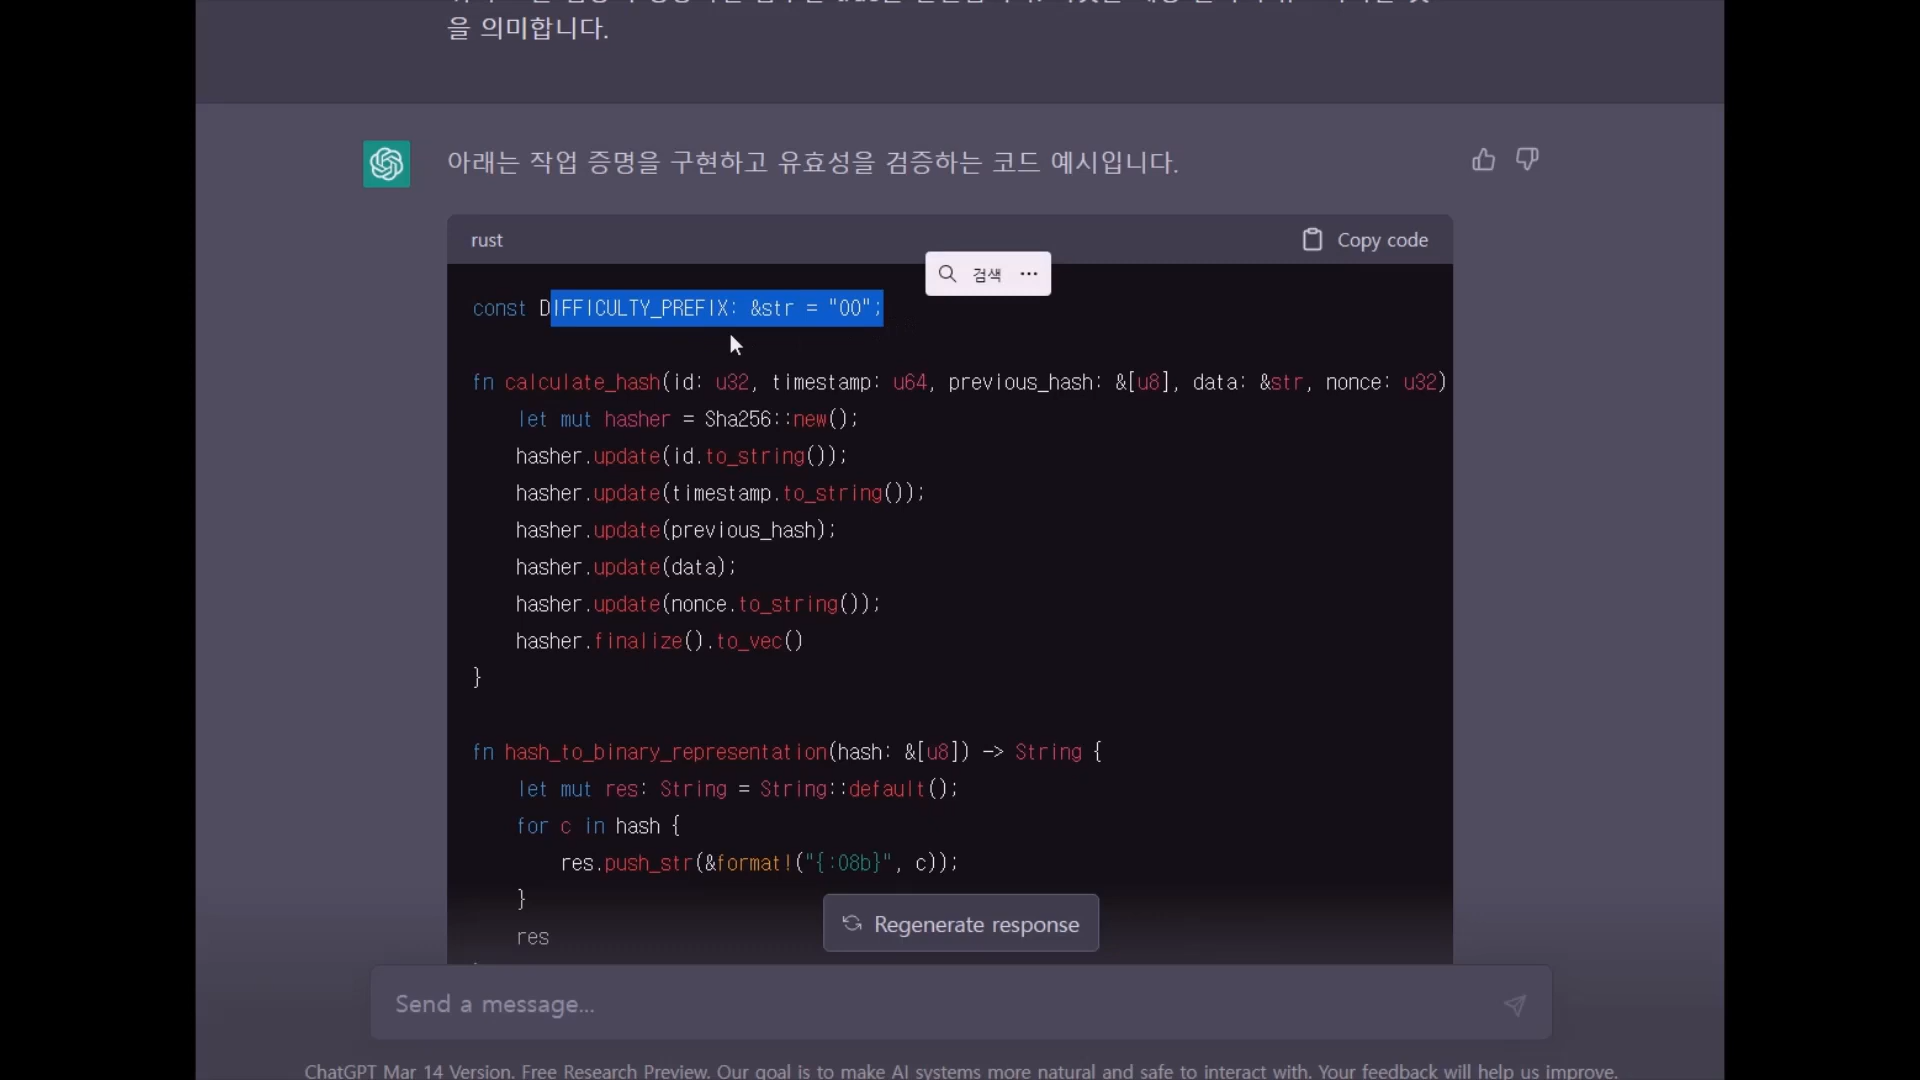 을 의미합니다.
아래는 작업 증명을 구현하고 유효성을 검증하는 코드 예시입니다.
rust
Copy code
검색 ···
const DIFFICULTY_PREFIX: &str = "00";
fn calculate_hash(id: u32, timestamp: u64, previous_hash: &[u8], data: &str, nonce: u32)
let mut hasher = Sha256::new();
hasher.update(id.to_string());
hasher.update(timestamp.to_string());
hasher.update(previous_hash);
hasher.update(data);
hasher.update(nonce.to_string());
hasher.finalize().to_vec()
}
fn hash_to_binary_representation(hash: &[u8]) -> String {
let mut res: String = String::default();
for c in hash {
res.push_str(&format!("{:08b}", c));
}
res
Regenerate response
Send a message...
ChatGPT Mar 14 Version. Free Research Preview. Our goal is to make AI systems more natural and safe to interact with. Your feedback will help us improve.